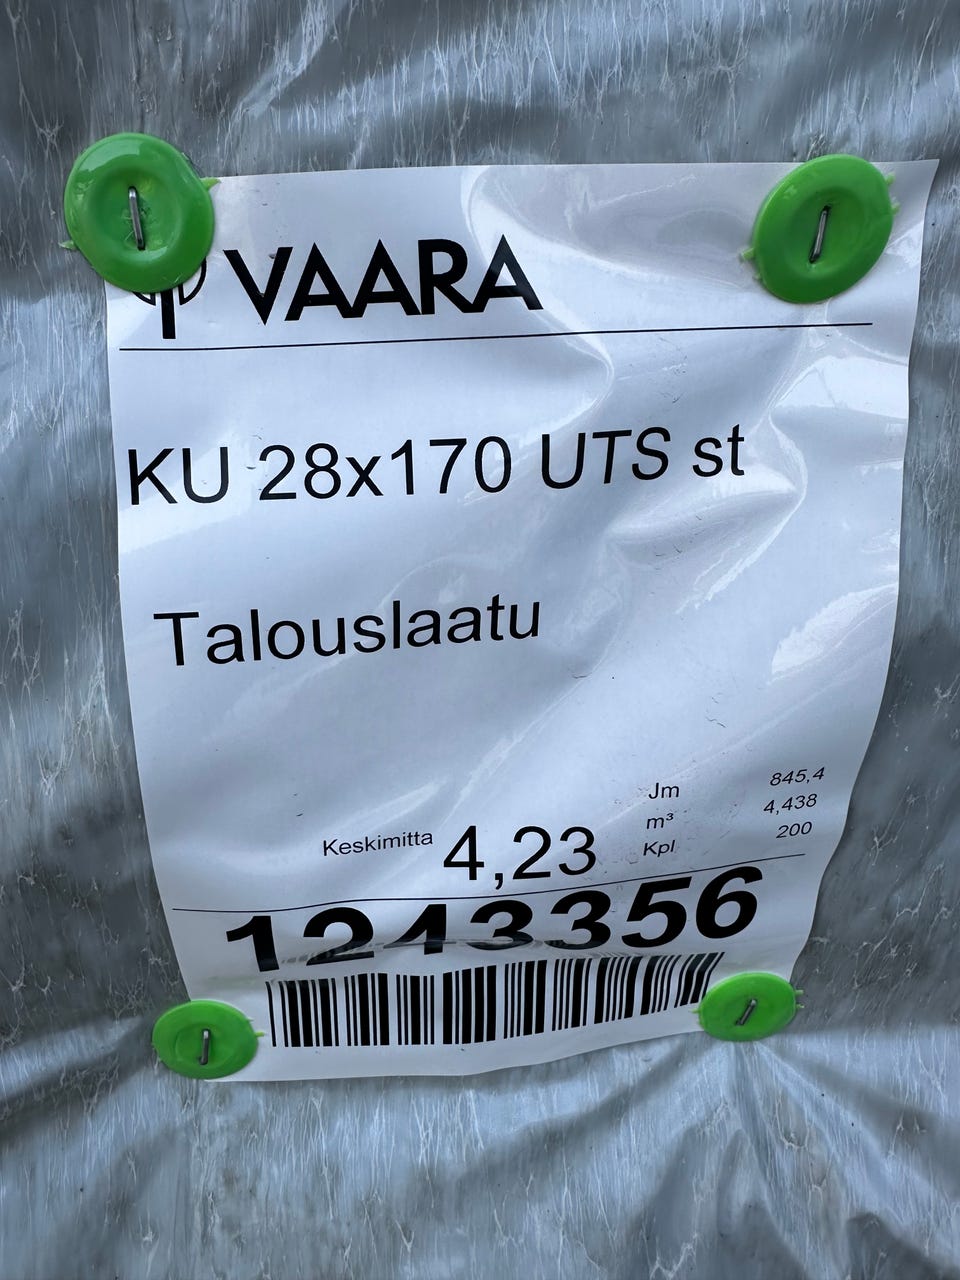 VAARA
KU 28x170 UTS st
Talouslaatu
Jm 845,4
m³ 4,438
Keskimitta 4,23 Kpl 200
1243356